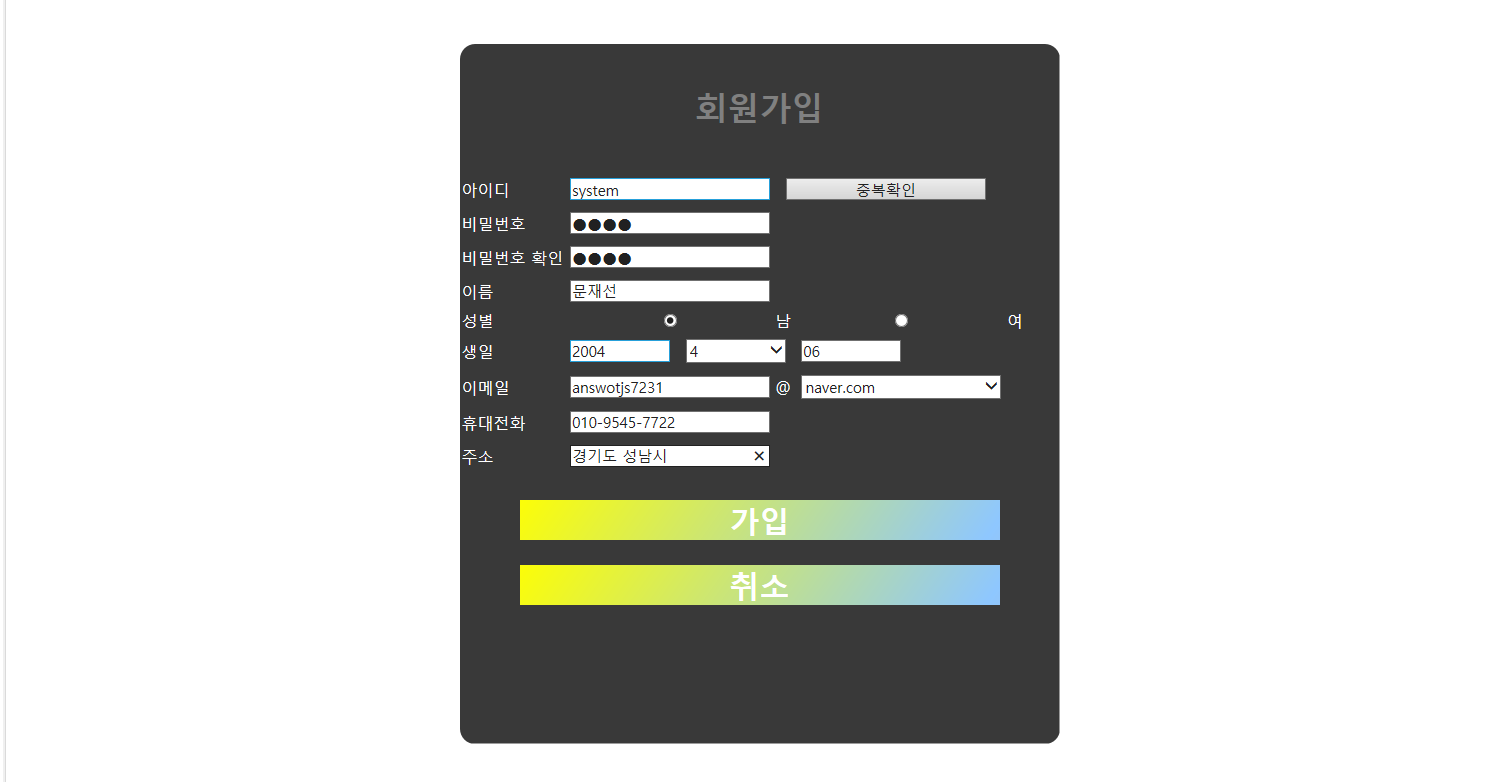 회원가입
아이디 system 중복확인
비밀번호 ●●●●
비밀번호 확인 ●●●●
이름 문재선
성별 남 여
생일 2004 4 06
이메일 answotjs7231 @ naver.com
휴대전화 010-9545-7722
주소 경기도 성남시 ✕
가입
취소